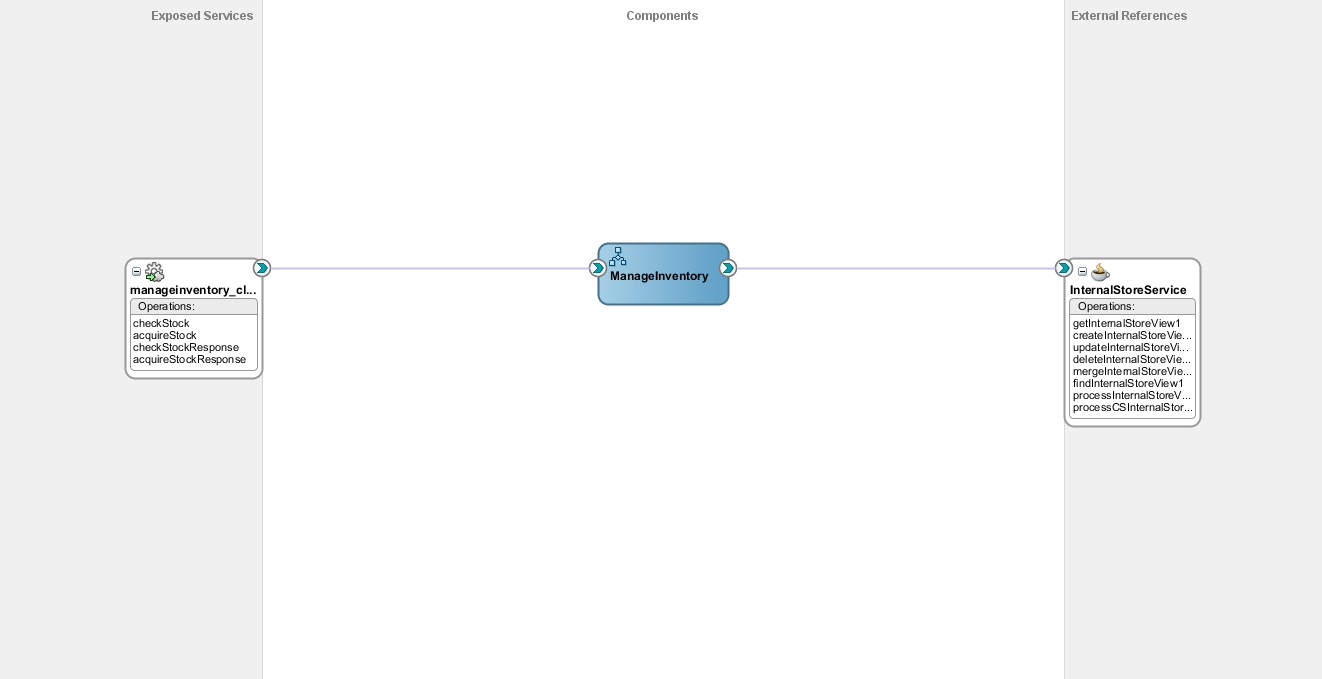 Exposed Services
Components
External References
manageinventory_cl...
Operations:
checkStock
acquireStock
checkStockResponse
acquireStockResponse
ManageInventory
InternalStoreService
Operations:
getInternalStoreView1
createInternalStoreVie...
updateInternalStoreVi...
deleteInternalStoreVie...
mergeInternalStoreVie...
findInternalStoreView1
processInternalStoreV...
processCSInternalStor...